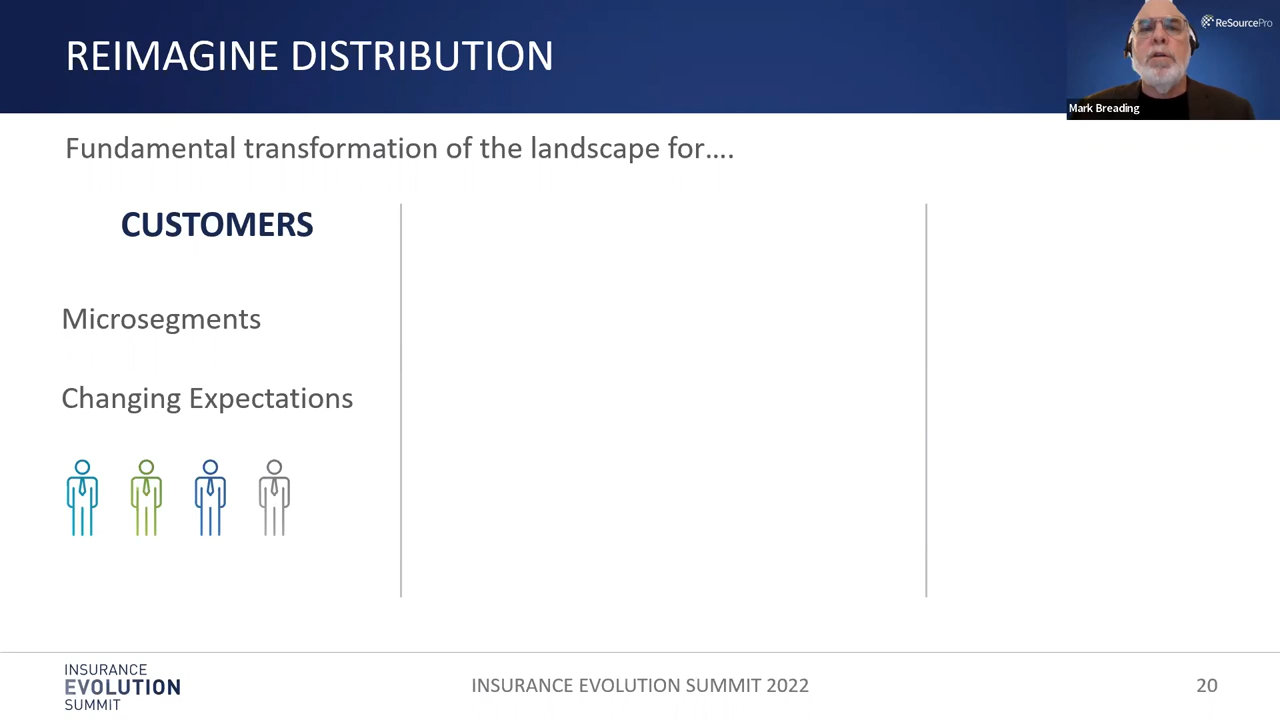 REIMAGINE DISTRIBUTION
ReSourcePro
Mark Breading
Fundamental transformation of the landscape for....
CUSTOMERS
Microsegments
Changing Expectations
INSURANCE
EVOLUTION
SUMMIT
INSURANCE EVOLUTION SUMMIT 2022
20